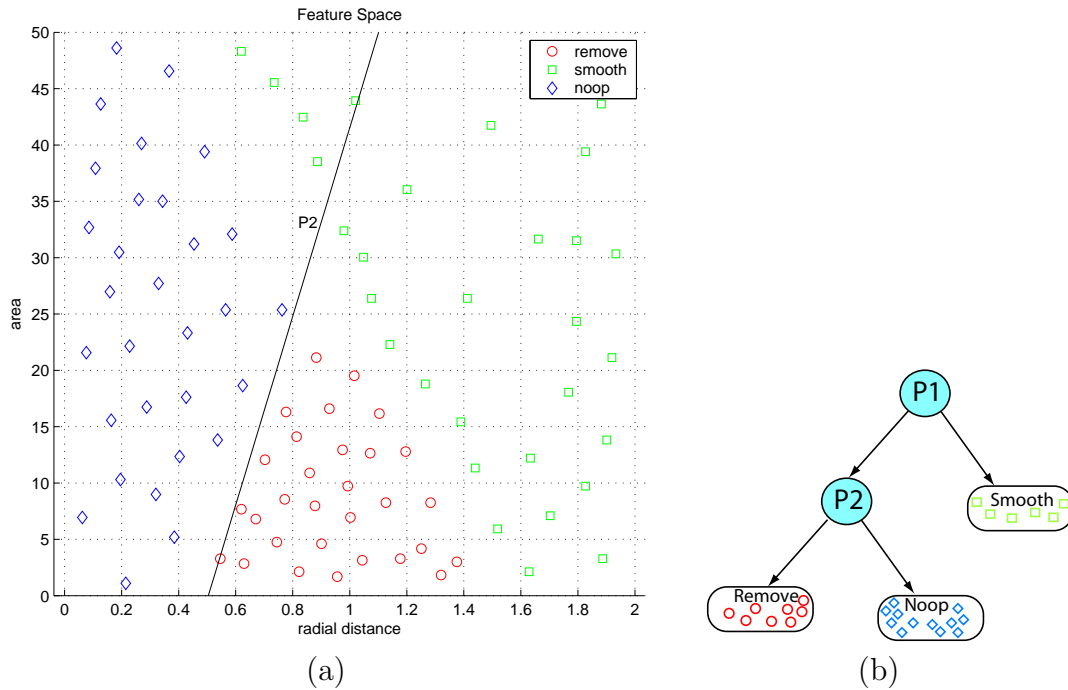 Feature Space
50
45
40
35
30
25
20
15
10
5
0
area
remove
smooth
noop
P2
0 0.2 0.4 0.6 0.8 1 1.2 1.4 1.6 1.8 2
radial distance
(a)
P1
P2
Smooth
Remove
Noop
(b)